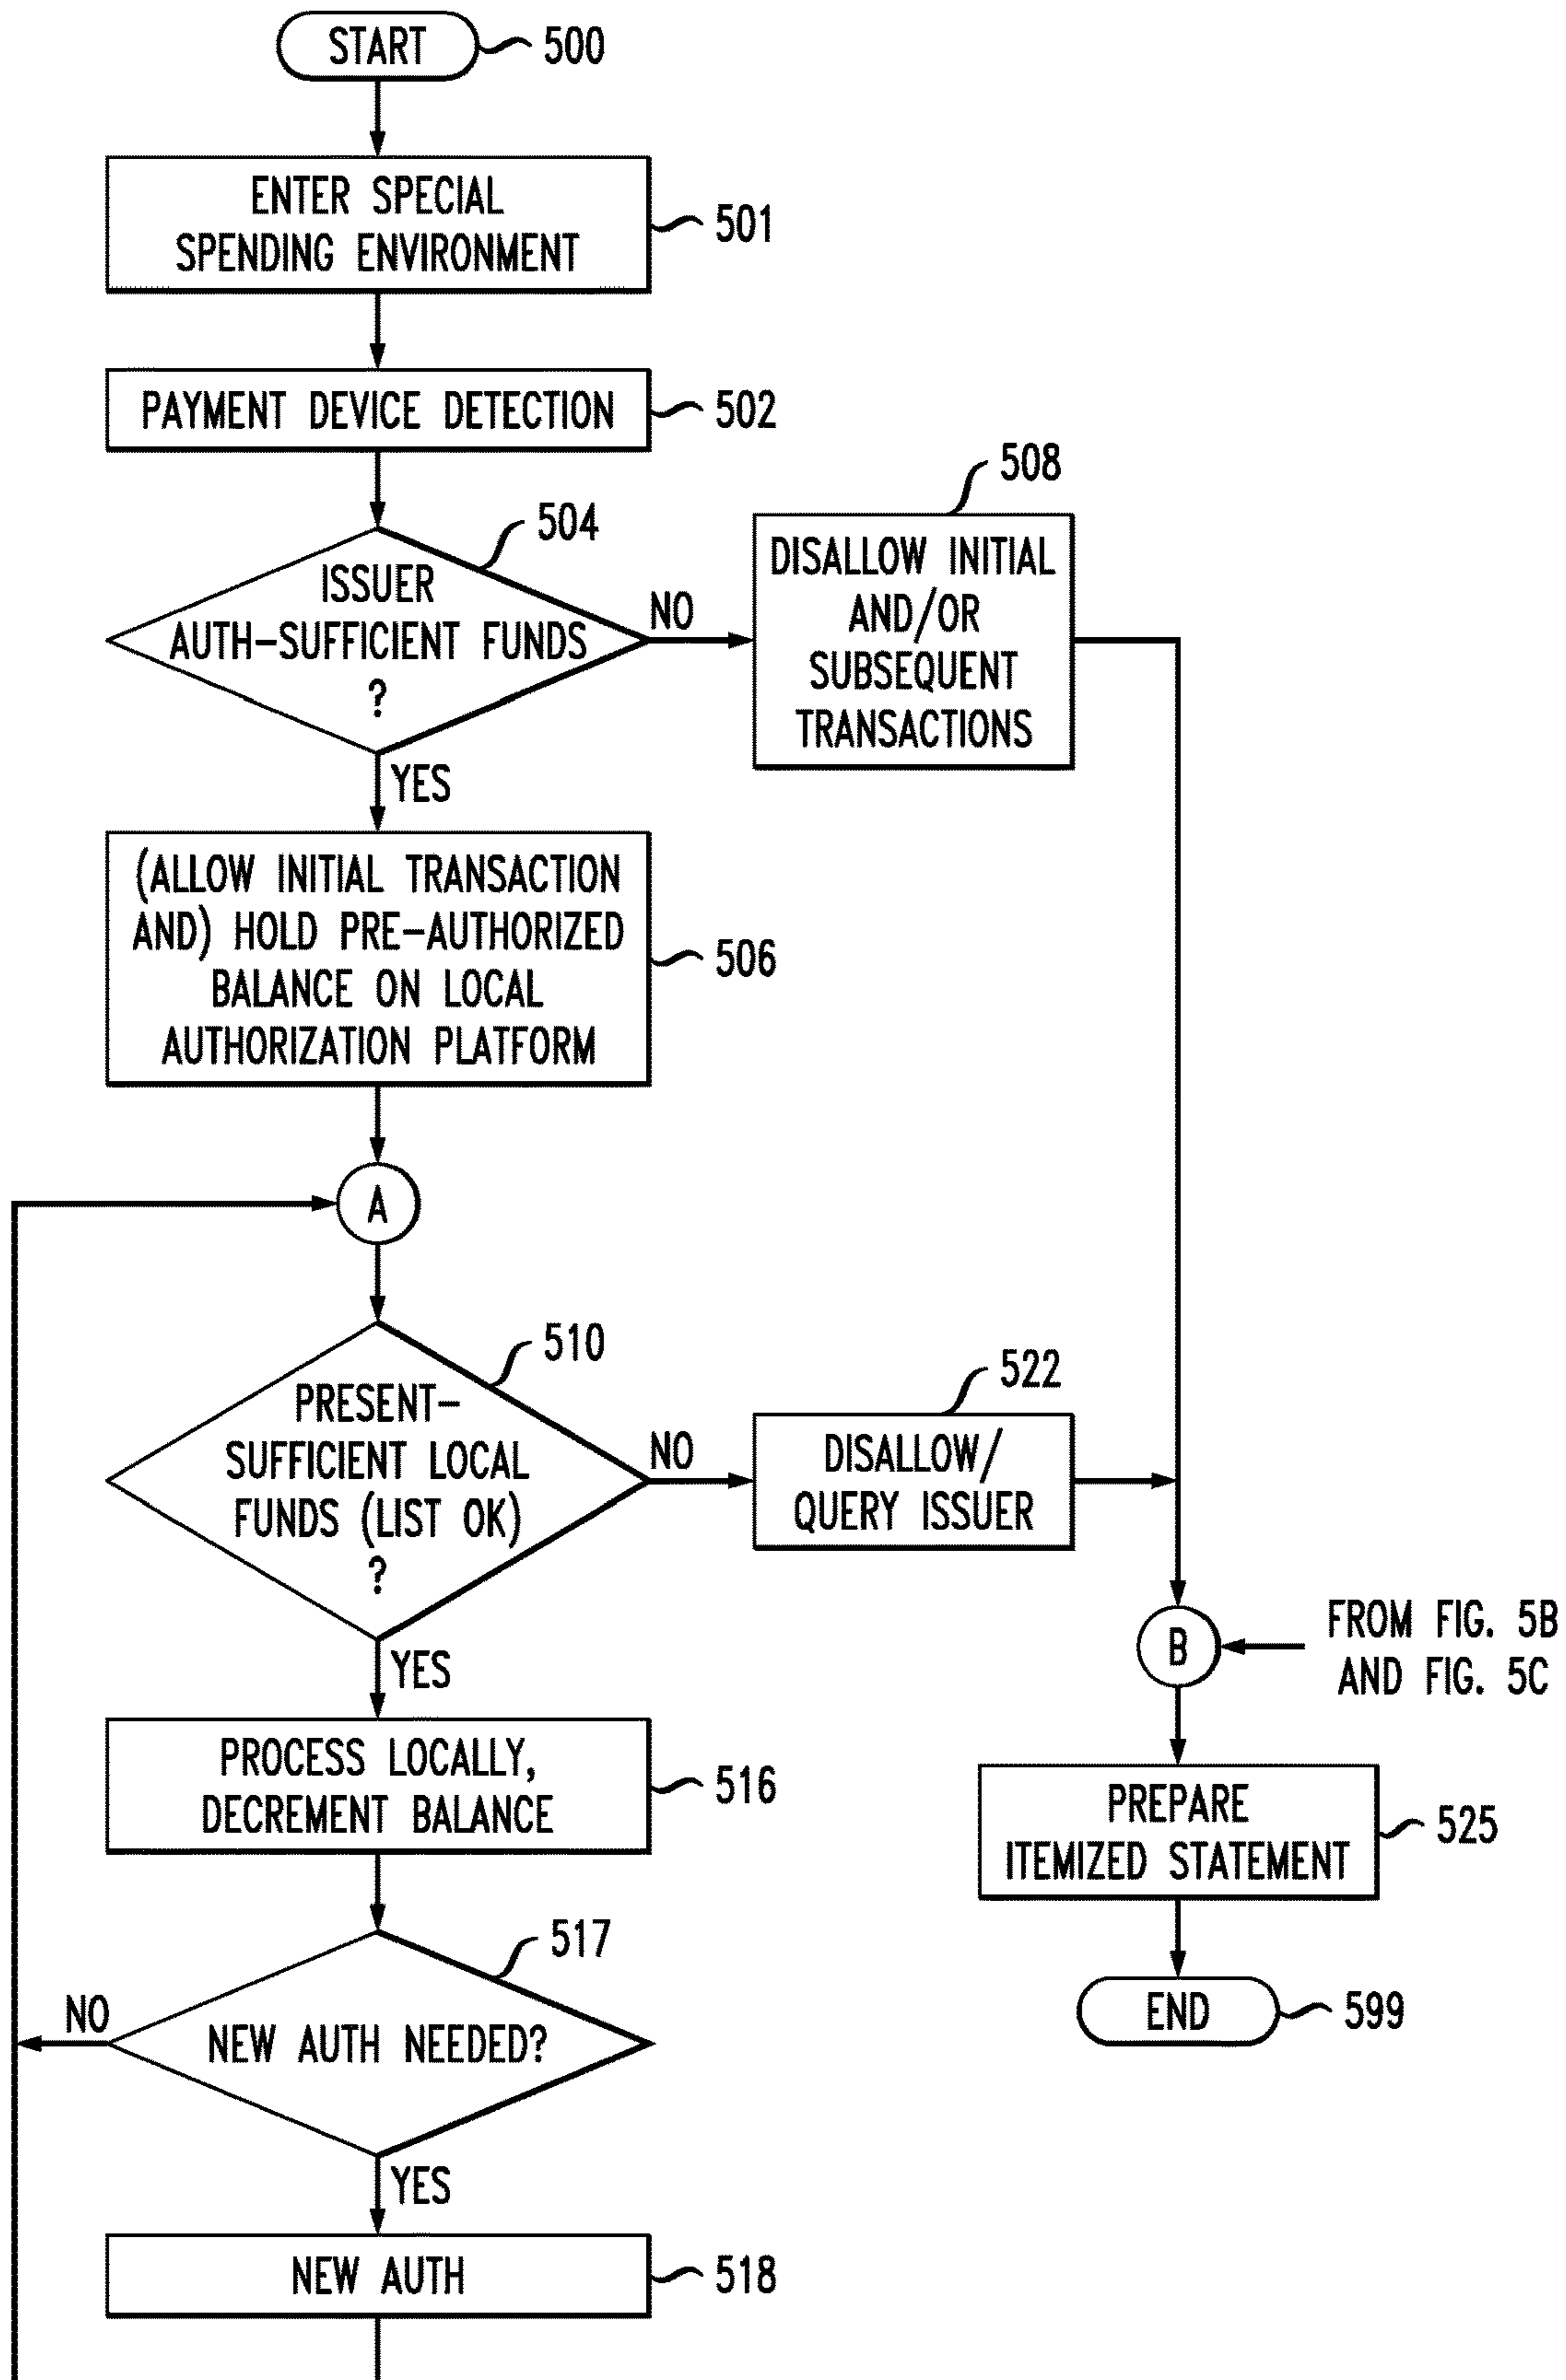 START
500
ENTER SPECIAL
SPENDING ENVIRONMENT
501
PAYMENT DEVICE DETECTION
502
504
ISSUER
AUTH-SUFFICIENT FUNDS
?
NO
508
DISALLOW INITIAL
AND/OR
SUBSEQUENT
TRANSACTIONS
YES
(ALLOW INITIAL TRANSACTION
AND) HOLD PRE-AUTHORIZED
BALANCE ON LOCAL
AUTHORIZATION PLATFORM
506
A
510
PRESENT-
SUFFICIENT LOCAL
FUNDS (LIST OK)
?
NO
522
DISALLOW/
QUERY ISSUER
YES
B
FROM FIG. 5B
AND FIG. 5C
PROCESS LOCALLY,
DECREMENT BALANCE
516
PREPARE
ITEMIZED STATEMENT
525
517
NEW AUTH NEEDED?
NO
END
599
YES
NEW AUTH
518